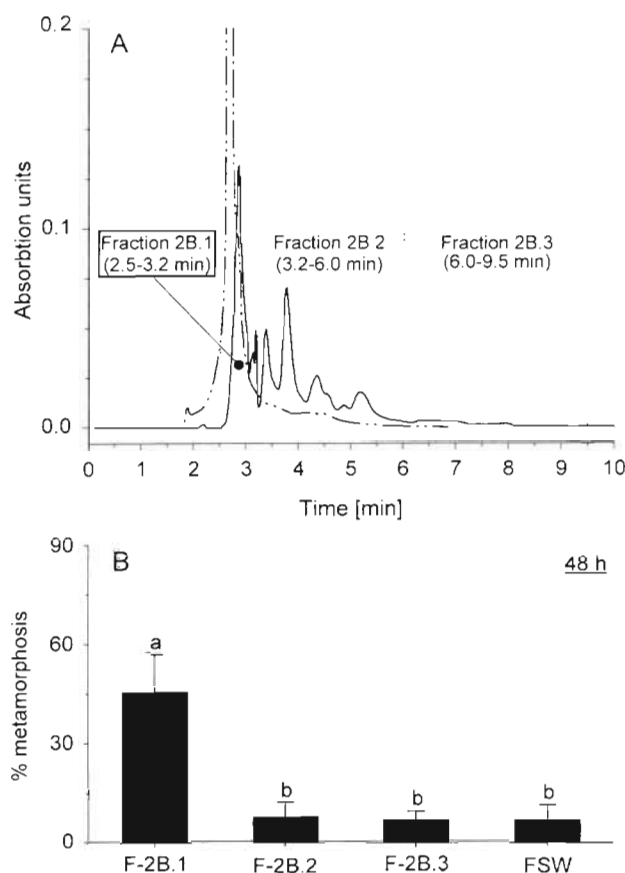 A
Absorbtion units
0.2
0.1
0.0
Fraction 2B.1
(2.5-3.2 min)
Fraction 2B 2
(3.2-6.0 min)
Fraction 2B.3
(6.0-9.5 min)
0 1 2 3 4 5 6 7 8 9 10
Time [min]
B
48 h
% metamorphosis
90
60
30
0
a
b
b
b
F-2B.1 F-2B.2 F-2B.3 FSW